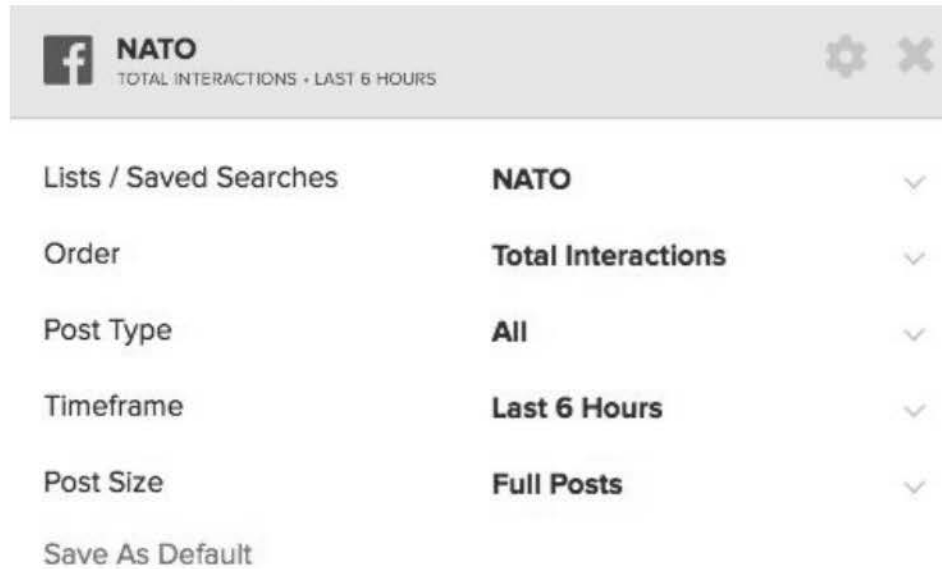 NATO
TOTAL INTERACTIONS • LAST 6 HOURS
Lists / Saved Searches NATO
Order Total Interactions
Post Type All
Timeframe Last 6 Hours
Post Size Full Posts
Save As Default